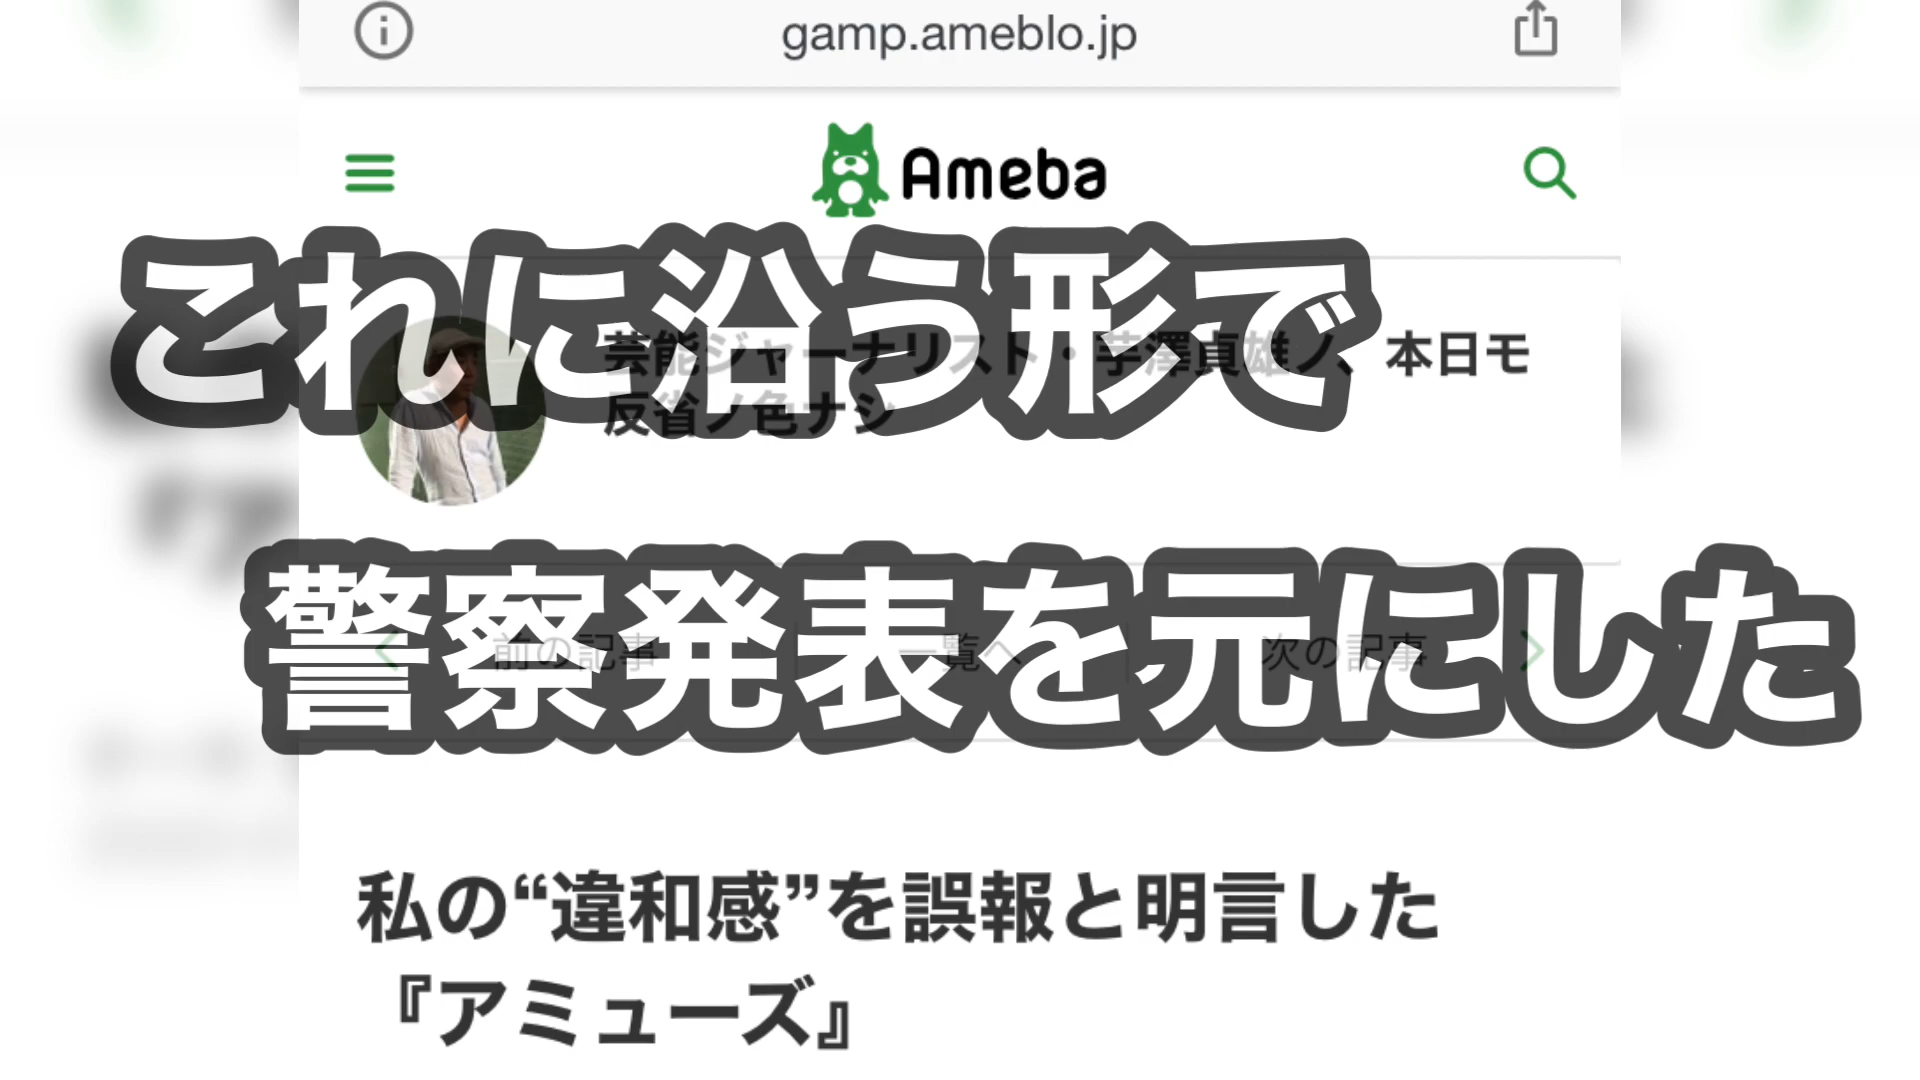 gamp.ameblo.jp
Ameba
これに沿う形で
芸能ジャーナリスト・芋澤貞雄ノ、本日モ
反省ノ色ナシ
警察発表を元にした
前の記事 一覧へ 次の記事
私の“違和感”を誤報と明言した
『アミューズ』